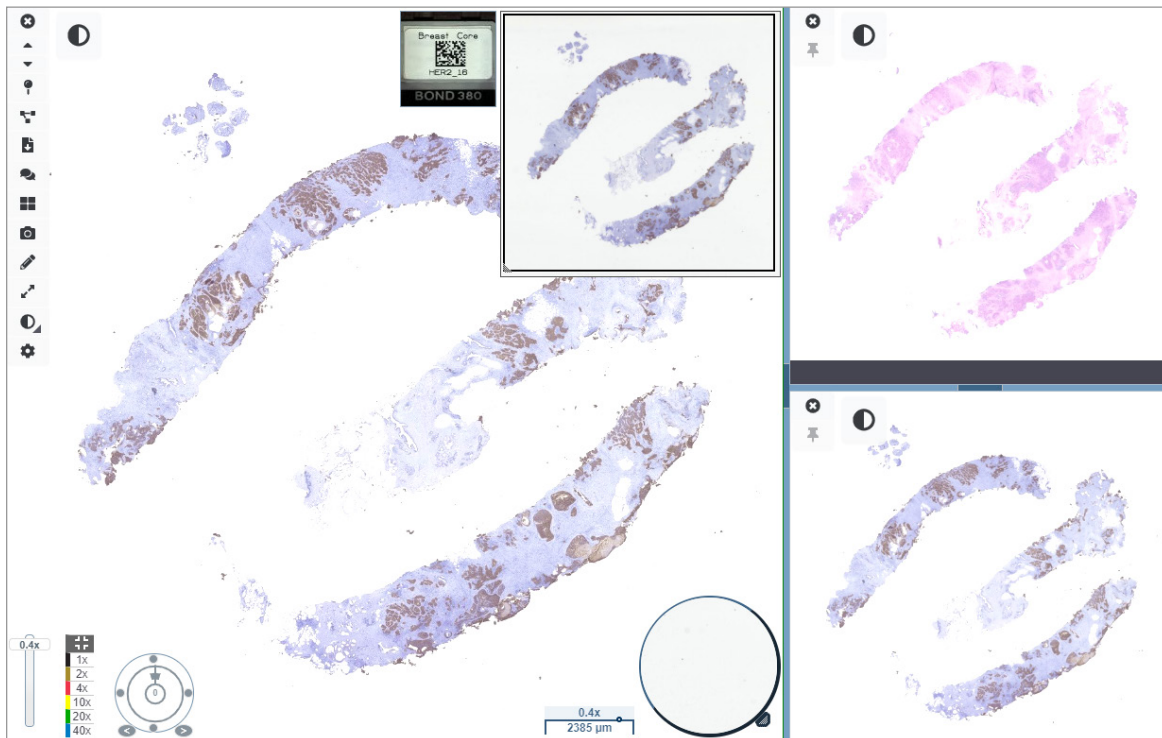 Breast Core
HER2_16
BOND 380
0.4x
1x
2x
4x
10x
20x
40x
0
0.4x
2385 µm